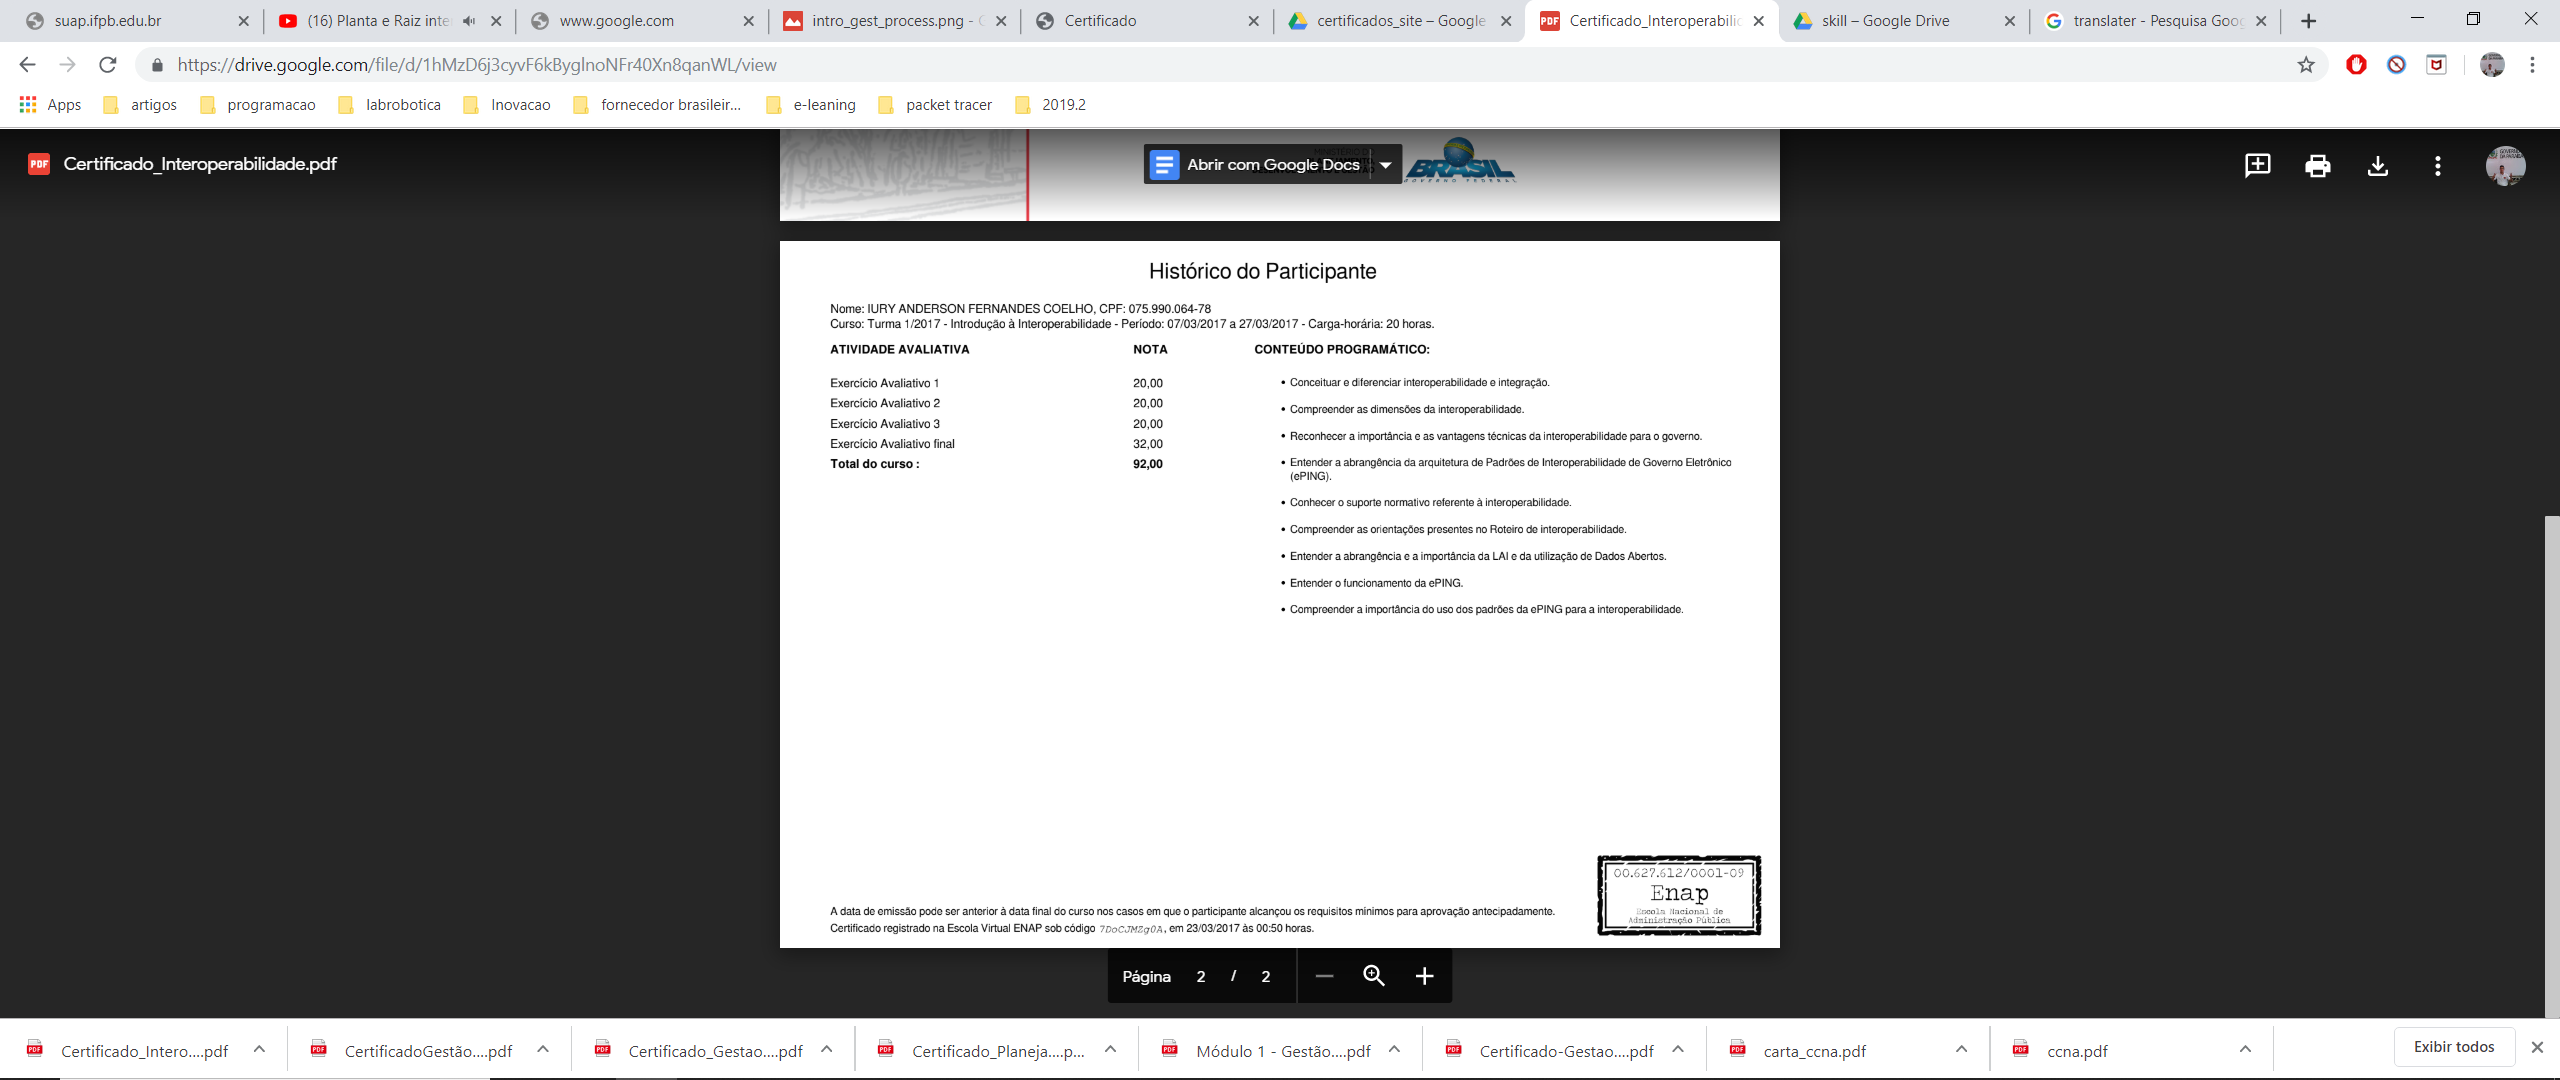 suap.ifpb.edu.br
(16) Planta e Raiz inte
www.google.com
intro_gest_process.png - G
Certificado
certificados_site – Google
Certificado_Interoperabilid
skill – Google Drive
translater - Pesquisa Goog
https://drive.google.com/file/d/1hMzD6j3cyvF6kByglnoNFr40Xn8qanWL/view
Apps
artigos
programacao
labrobotica
Inovacao
fornecedor brasileir...
e-leaning
packet tracer
2019.2
PDF
Certificado_Interoperabilidade.pdf
Abrir com Google Docs
BRASIL
GOVERNO FEDERAL
Histórico do Participante
Nome: IURY ANDERSON FERNANDES COELHO, CPF: 075.990.064-78
Curso: Turma 1/2017 - Introdução à Interoperabilidade - Período: 07/03/2017 a 27/03/2017 - Carga-horária: 20 horas.
ATIVIDADE AVALIATIVA NOTA
Exercício Avaliativo 1 20,00
Exercício Avaliativo 2 20,00
Exercício Avaliativo 3 20,00
Exercício Avaliativo final 32,00
Total do curso : 92,00
CONTEÚDO PROGRAMÁTICO:
• Conceituar e diferenciar interoperabilidade e integração.
• Compreender as dimensões da interoperabilidade.
• Reconhecer a importância e as vantagens técnicas da interoperabilidade para o governo.
• Entender a abrangência da arquitetura de Padrões de Interoperabilidade de Governo Eletrônico
(ePING).
• Conhecer o suporte normativo referente à interoperabilidade.
• Compreender as orientações presentes no Roteiro de interoperabilidade.
• Entender a abrangência e a importância da LAI e da utilização de Dados Abertos.
• Entender o funcionamento da ePING.
• Compreender a importância do uso dos padrões da ePING para a interoperabilidade.
00.627.612/0001-09
Enap
Escola Nacional de
Administração Pública
A data de emissão pode ser anterior à data final do curso nos casos em que o participante alcançou os requisitos mínimos para aprovação antecipadamente.
Certificado registrado na Escola Virtual ENAP sob código 7DoCJMZg0A, em 23/03/2017 às 00:50 horas.
Página 2 / 2
Certificado_Intero....pdf
CertificadoGestão....pdf
Certificado_Gestao....pdf
Certificado_Planeja....p...
Módulo 1 - Gestão....pdf
Certificado-Gestao....pdf
carta_ccna.pdf
ccna.pdf
Exibir todos